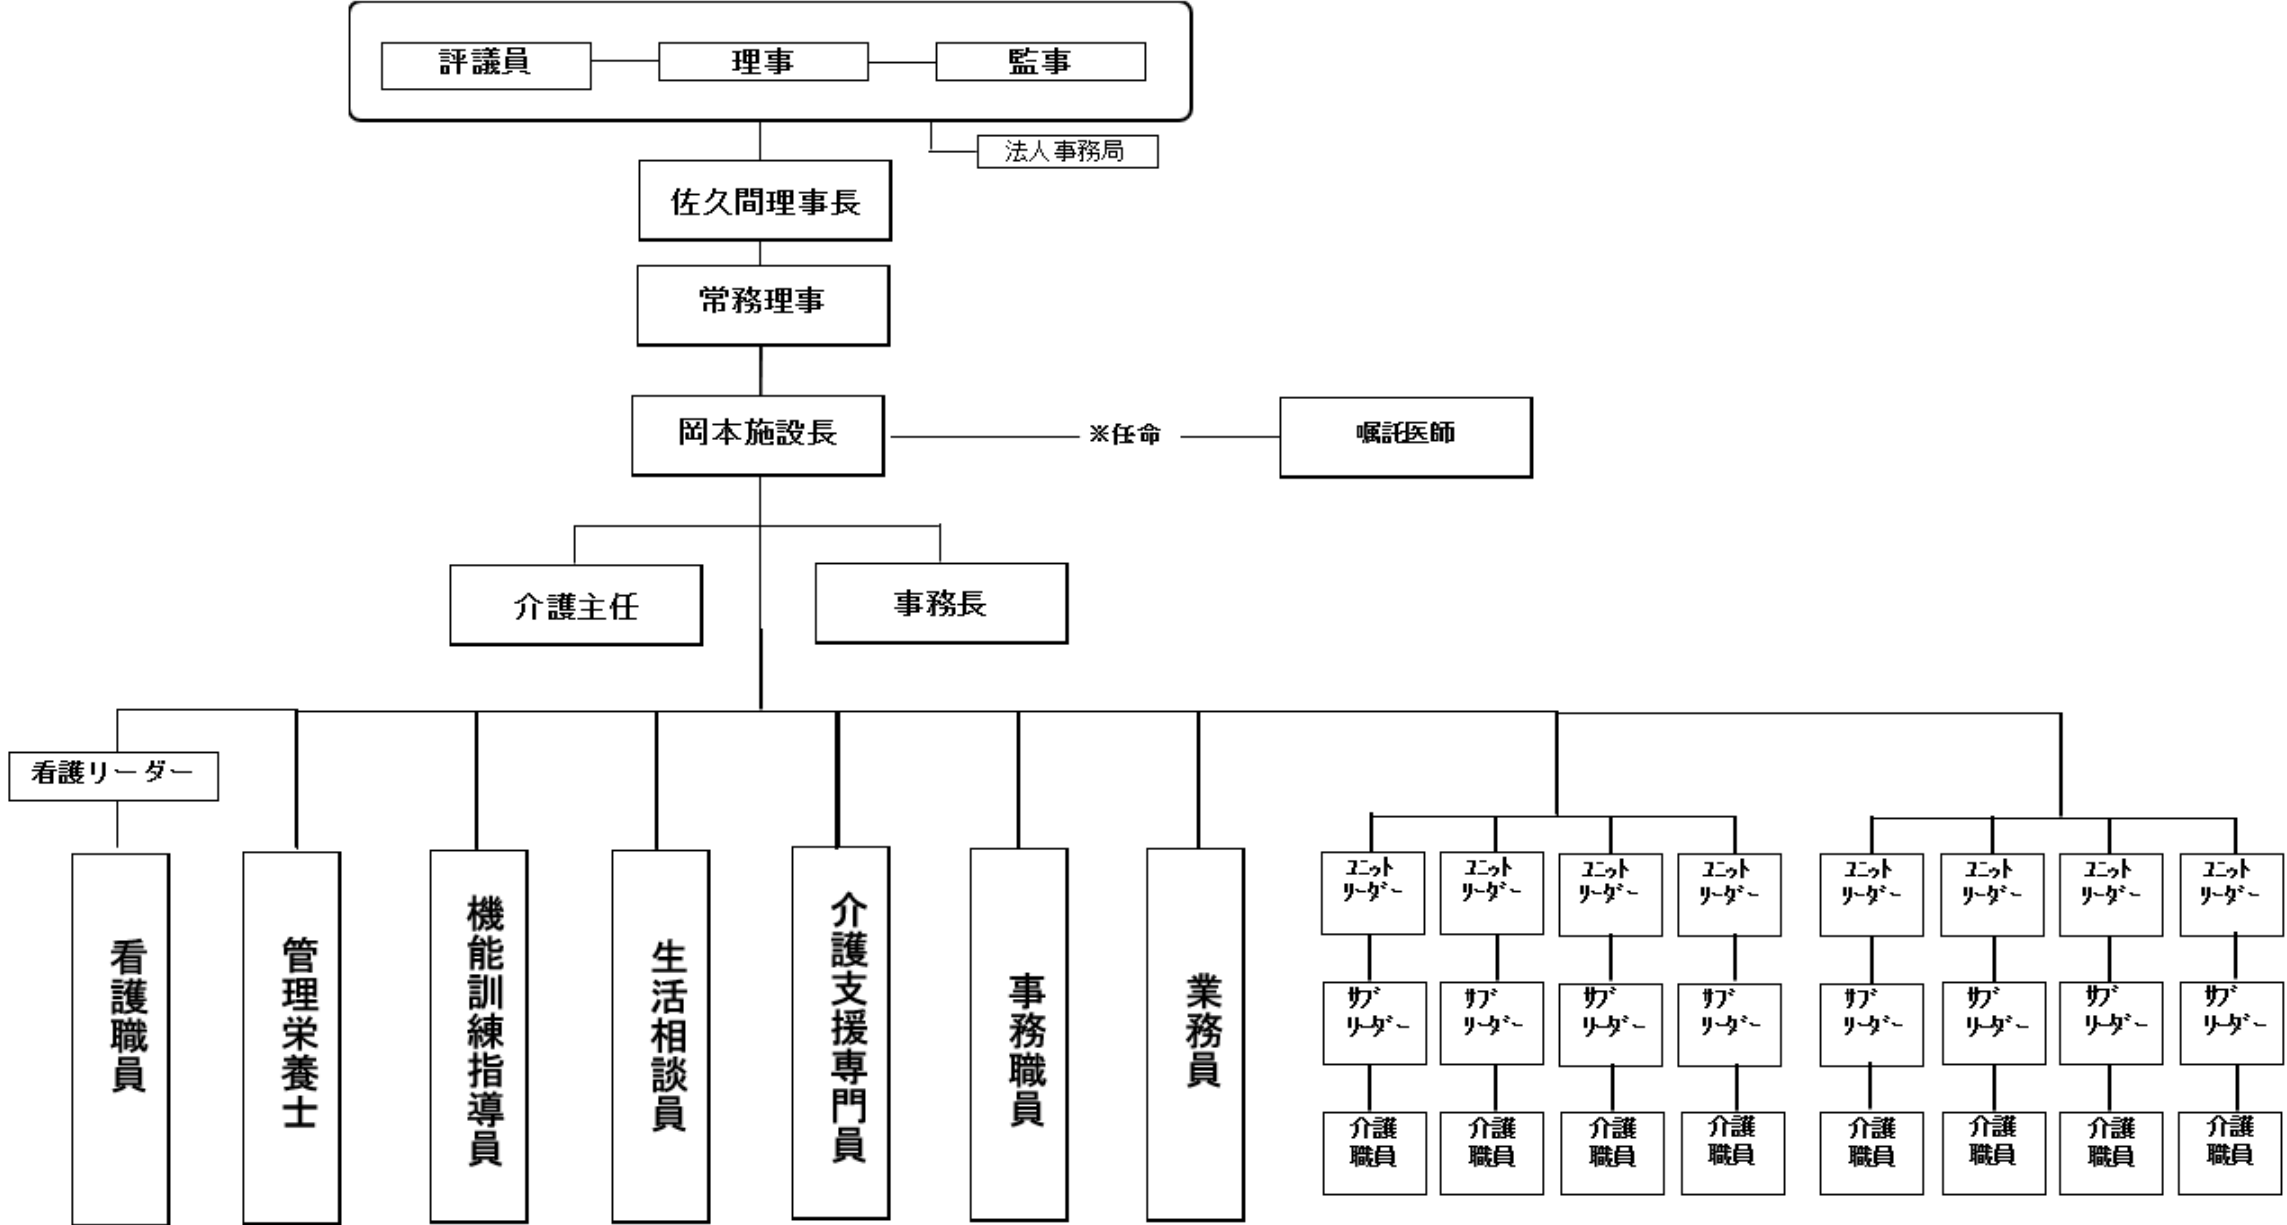 評議員
理事
監事
法人事務局
佐久間理事長
常務理事
岡本施設長
※任命
嘱託医師
介護主任
事務長
看護リーダー
看護職員
管理栄養士
機能訓練指導員
生活相談員
介護支援専門員
事務職員
業務員
ﾕﾆｯﾄ
ﾘｰﾀﾞｰ
ﾕﾆｯﾄ
ﾘｰﾀﾞｰ
ﾕﾆｯﾄ
ﾘｰﾀﾞｰ
ﾕﾆｯﾄ
ﾘｰﾀﾞｰ
ﾕﾆｯﾄ
ﾘｰﾀﾞｰ
ﾕﾆｯﾄ
ﾘｰﾀﾞｰ
ﾕﾆｯﾄ
ﾘｰﾀﾞｰ
ﾕﾆｯﾄ
ﾘｰﾀﾞｰ
ｻﾌﾞ
ﾘｰﾀﾞｰ
ｻﾌﾞ
ﾘｰﾀﾞｰ
ｻﾌﾞ
ﾘｰﾀﾞｰ
ｻﾌﾞ
ﾘｰﾀﾞｰ
ｻﾌﾞ
ﾘｰﾀﾞｰ
ｻﾌﾞ
ﾘｰﾀﾞｰ
ｻﾌﾞ
ﾘｰﾀﾞｰ
ｻﾌﾞ
ﾘｰﾀﾞｰ
介護
職員
介護
職員
介護
職員
介護
職員
介護
職員
介護
職員
介護
職員
介護
職員